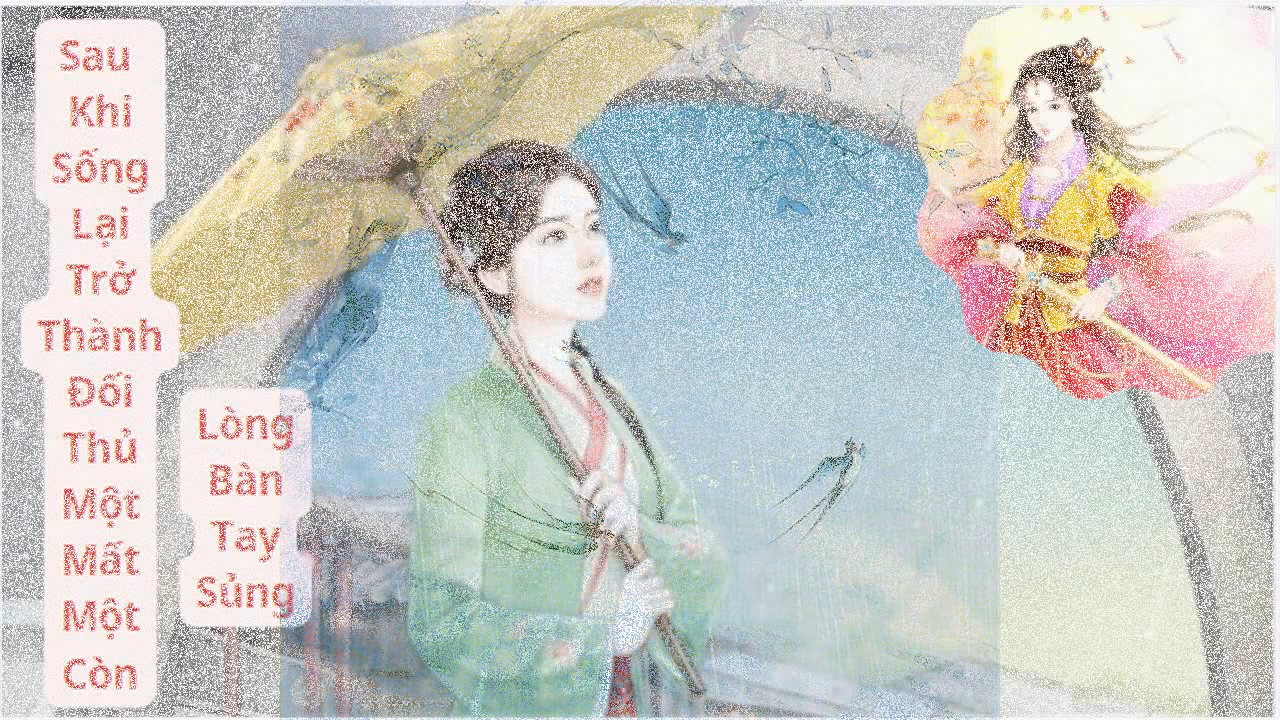 Sau
Khi
Sống
Lại
Trở
Thành
Đối
Thủ
Một
Mất
Một
Còn
Lòng
Bàn
Tay
Sủng